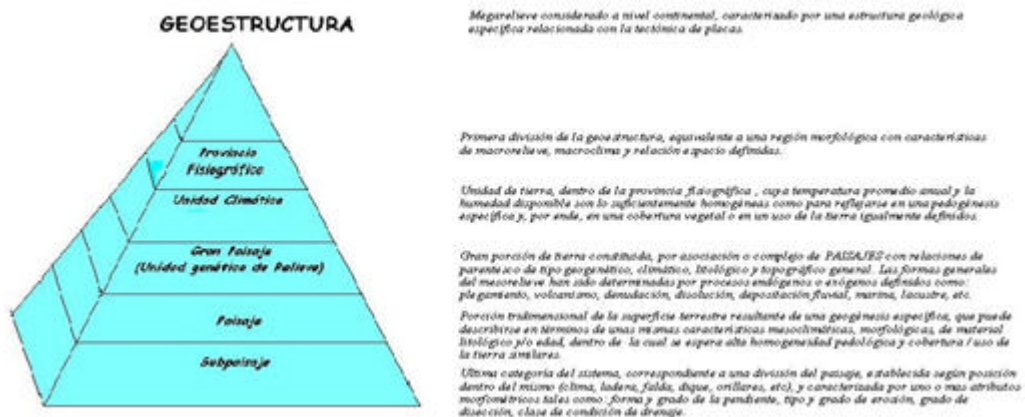 GEOESTRUCTURA
Megarelieve considerado a nivel continental, caracterizado por una estructura geológica
específica relacionada con la tectónica de placas.
Provincia
Fisiográfica
Primera división de la geoestructura, equivalente a una región morfológica con características
de macrorelieve, macroclima y relación espacio definidas.
Unidad Climática
Unidad de tierra, dentro de la provincia fisiográfica , cuya temperatura promedio anual y la
humedad disponible son lo suficientemente homogéneas como para reflejarse en una pedogénesis
específica y, por ende, en una cobertura vegetal o en un uso de la tierra igualmente definidos.
Gran Paisaje
(Unidad genética de Relieve)
Gran porción de tierra constituida, por asociación o complejo de PAISAJES con relaciones de
parentesco de tipo geogenético, climático, litológico y topográfico general. Las formas generales
del mesorelieve han sido determinadas por procesos endógenos o exógenos definidos como:
plegamiento, volcanismo, denudación, disolución, depositación fluvial, marina, lacustre, etc.
Paisaje
Porción tridimensional de la superficie terrestre resultante de una geogénesis específica, que puede
describirse en términos de unas mismas características mesoclimáticas, morfológicas, de material
litológico y/o edad, dentro de la cual se espera alta homogeneidad pedológica y cobertura / uso de
la tierra similares.
Subpaisaje
Ultima categoría del sistema, correspondiente a una división del paisaje, establecida según posición
dentro del mismo (cima, ladera, falda, dique, orillares, etc), y caracterizada por uno o mas atributos
morfométricos tales como: forma y grado de la pendiente, tipo y grado de erosión, grado de
disección, clase de condición de drenaje.